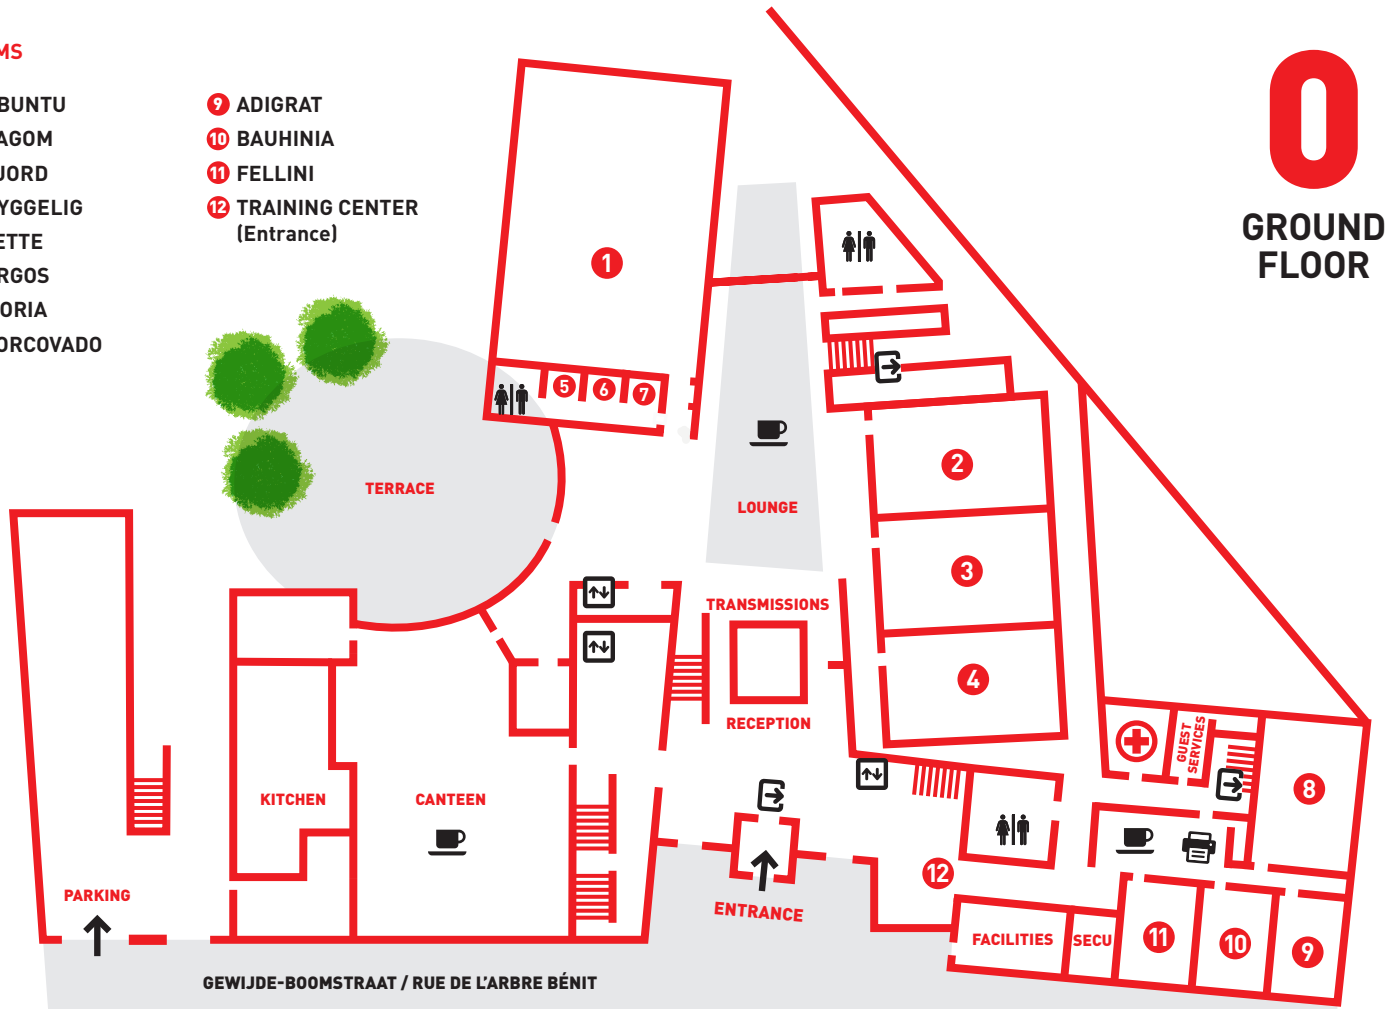 MS
BUNTU
AGOM
JORD
YGGELIG
ETTE
RGOS
ORIA
ORCOVADO
9 ADIGRAT
10 BAUHINIA
11 FELLINI
12 TRAINING CENTER
(Entrance)
0
GROUND
FLOOR
1
5 6 7
2
TERRACE
LOUNGE
3
TRANSMISSIONS
4
RECEPTION
GUEST
SERVICES
8
KITCHEN
CANTEEN
12
PARKING
ENTRANCE
FACILITIES
SECU
11
10
9
GEWIJDE-BOOMSTRAAT / RUE DE L'ARBRE BÉNIT